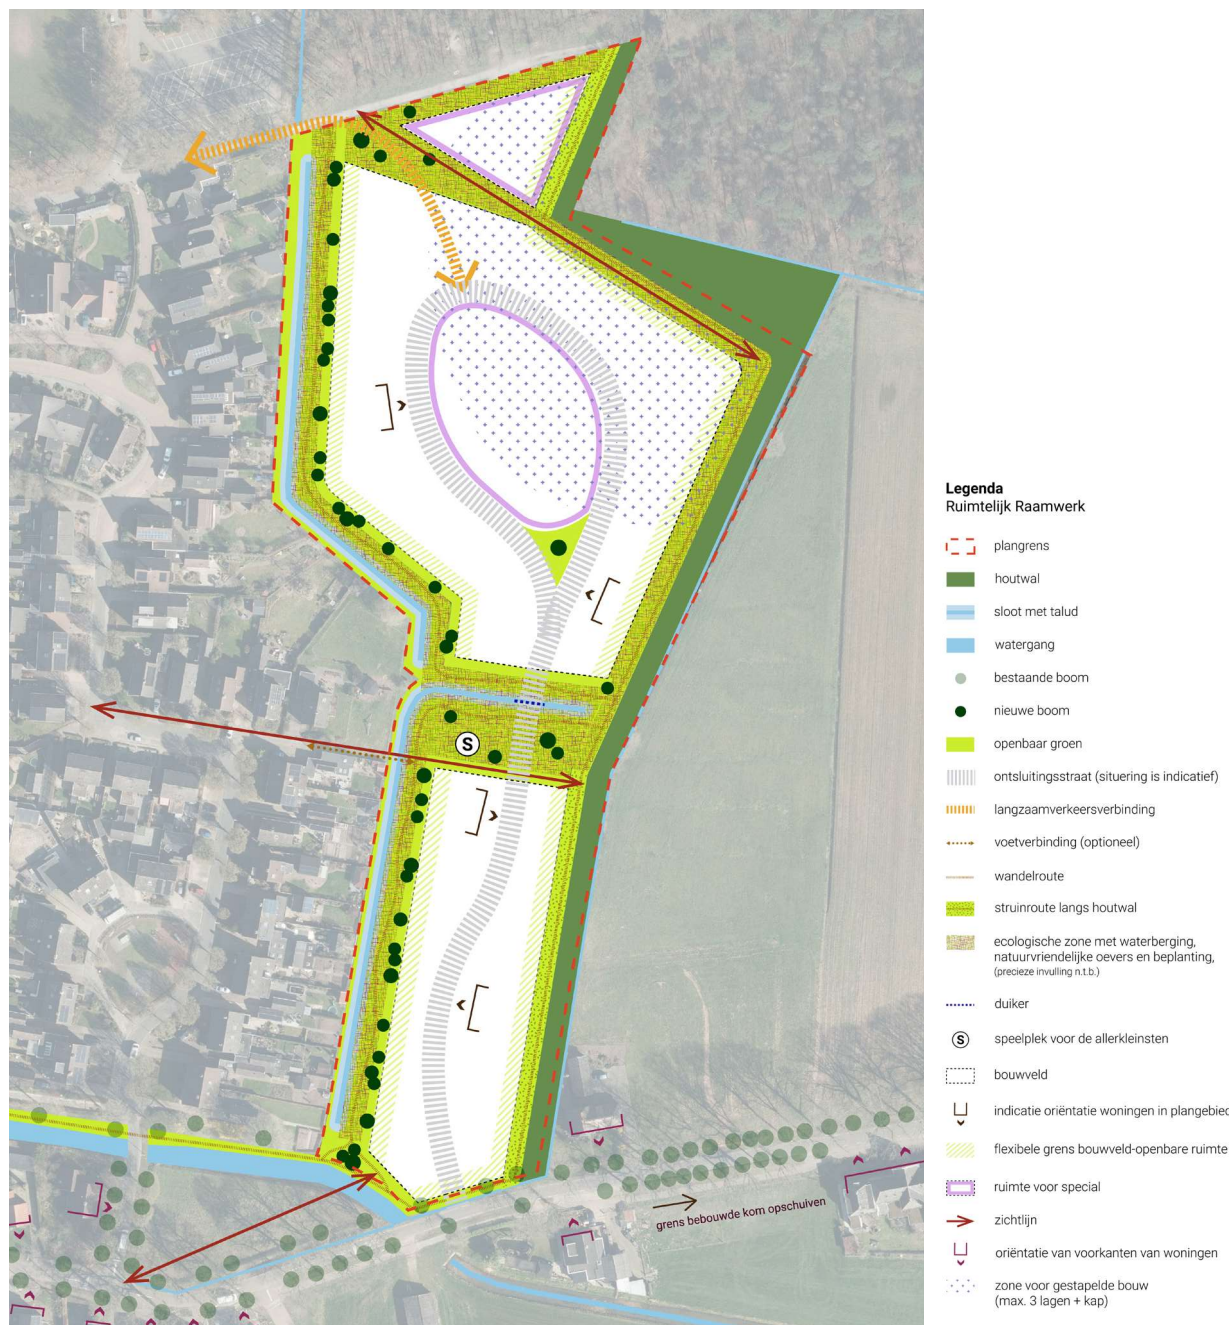 Legenda
Ruimtelijk Raamwerk
plangrens
houtwal
sloot met talud
watergang
bestaande boom
nieuwe boom
openbaar groen
ontsluitingsstraat (situering is indicatief)
langzaamverkeersverbinding
voetverbinding (optioneel)
wandelroute
struinroute langs houtwal
ecologische zone met waterberging,
natuurvriendelijke oevers en beplanting,
(precieze invulling n.t.b.)
duiker
S speelplek voor de allerkleinsten
bouwveld
indicatie oriëntatie woningen in plangebied
flexibele grens bouwveld-openbare ruimte
ruimte voor special
zichtlijn
oriëntatie van voorkanten van woningen
zone voor gestapelde bouw
(max. 3 lagen + kap)
S
grens bebouwde kom opschuiven